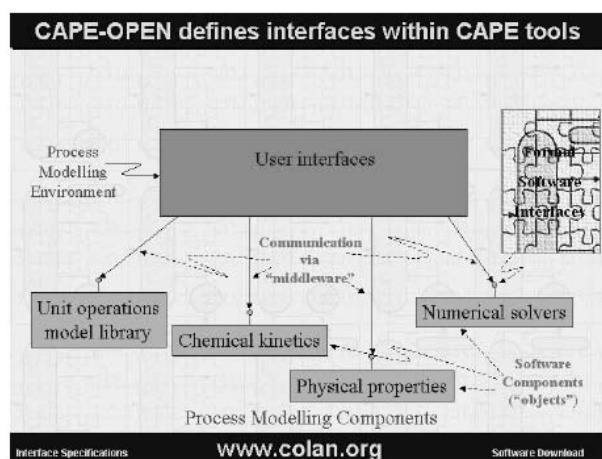 CAPE-OPEN defines interfaces within CAPE tools
Process
Modelling
Environment
User interfaces
Formal
Software
Interfaces
Communication
via
"middleware"
Unit operations
model library
Chemical kinetics
Numerical solvers
Physical properties
Software
Components
("objects")
Process Modelling Components
Interface Specifications
www.colan.org
Software Download